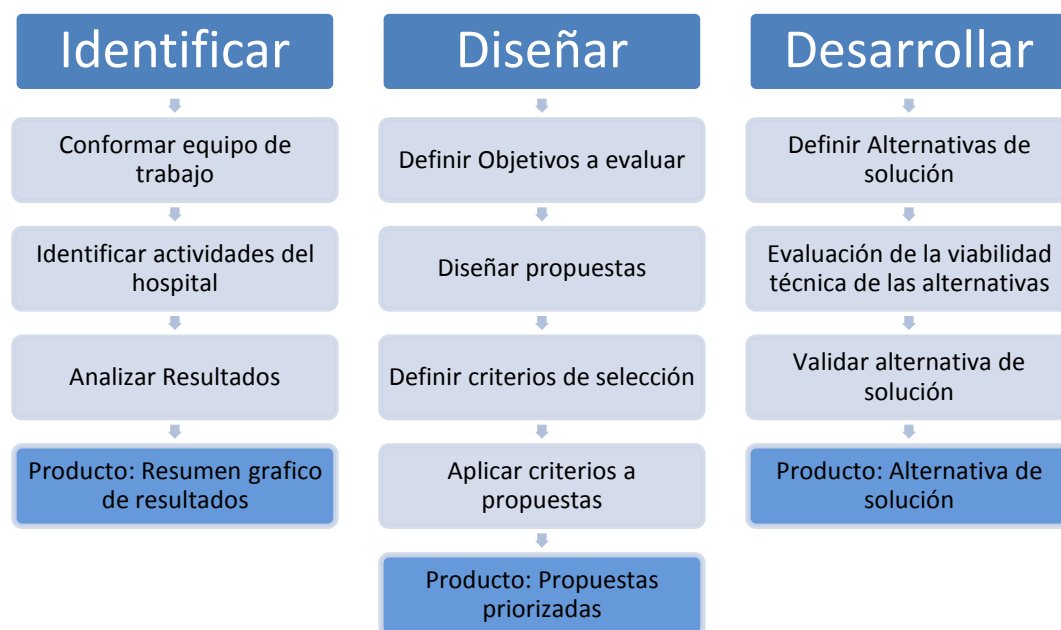 Identificar
Conformar equipo de
trabajo
Identificar actividades del
hospital
Analizar Resultados
Producto: Resumen grafico
de resultados
Diseñar
Definir Objetivos a evaluar
Diseñar propuestas
Definir criterios de selección
Aplicar criterios a
propuestas
Producto: Propuestas
priorizadas
Desarrollar
Definir Alternativas de
solución
Evaluación de la viabilidad
técnica de las alternativas
Validar alternativa de
solución
Producto: Alternativa de
solución